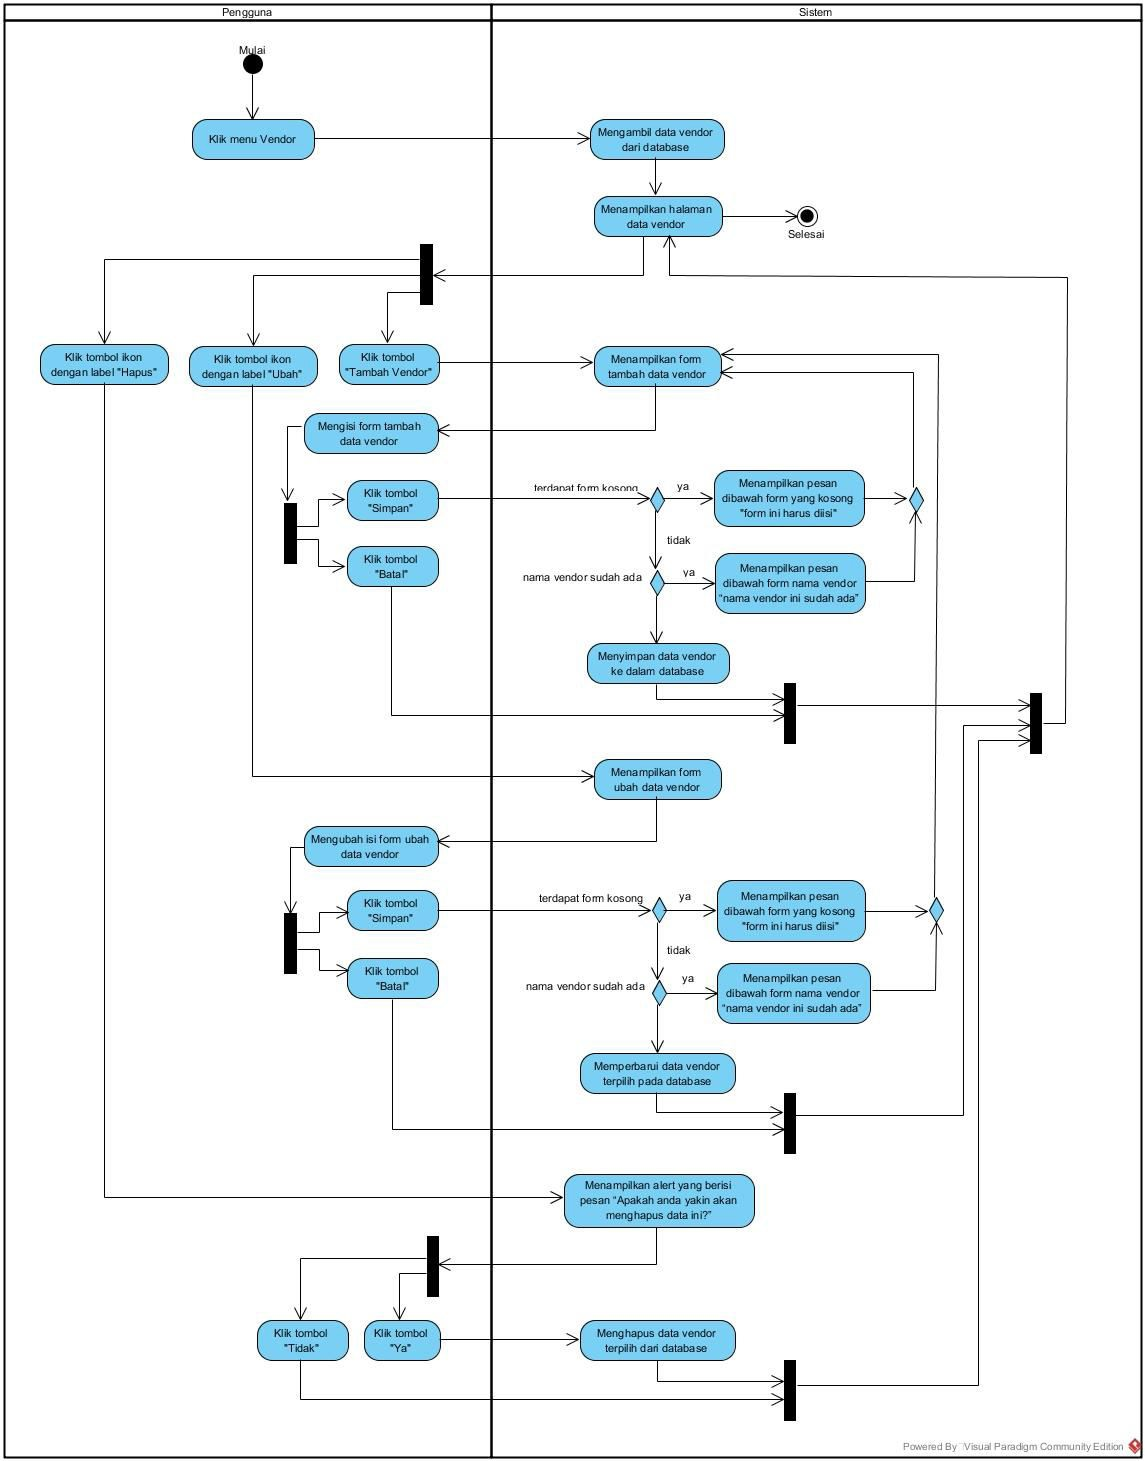 Pengguna
Sistem
Mulai
Klik menu Vendor
Mengambil data vendor
dari database
Menampilkan halaman
data vendor
Selesai
Klik tombol ikon
dengan label "Hapus"
Klik tombol ikon
dengan label "Ubah"
Klik tombol
"Tambah Vendor"
Menampilkan form
tambah data vendor
Mengisi form tambah
data vendor
Klik tombol
"Simpan"
terdapat form kosong
ya
Menampilkan pesan
dibawah form yang kosong
"form ini harus diisi"
tidak
Klik tombol
"Batal"
nama vendor sudah ada
ya
Menampilkan pesan
dibawah form nama vendor
“nama vendor ini sudah ada”
Menyimpan data vendor
ke dalam database
Menampilkan form
ubah data vendor
Mengubah isi form ubah
data vendor
Klik tombol
"Simpan"
terdapat form kosong
ya
Menampilkan pesan
dibawah form yang kosong
"form ini harus diisi"
tidak
Klik tombol
"Batal"
nama vendor sudah ada
ya
Menampilkan pesan
dibawah form nama vendor
“nama vendor ini sudah ada”
Memperbarui data vendor
terpilih pada database
Menampilkan alert yang berisi
pesan “Apakah anda yakin akan
menghapus data ini?”
Klik tombol
"Tidak"
Klik tombol
"Ya"
Menghapus data vendor
terpilih dari database
Powered By Visual Paradigm Community Edition